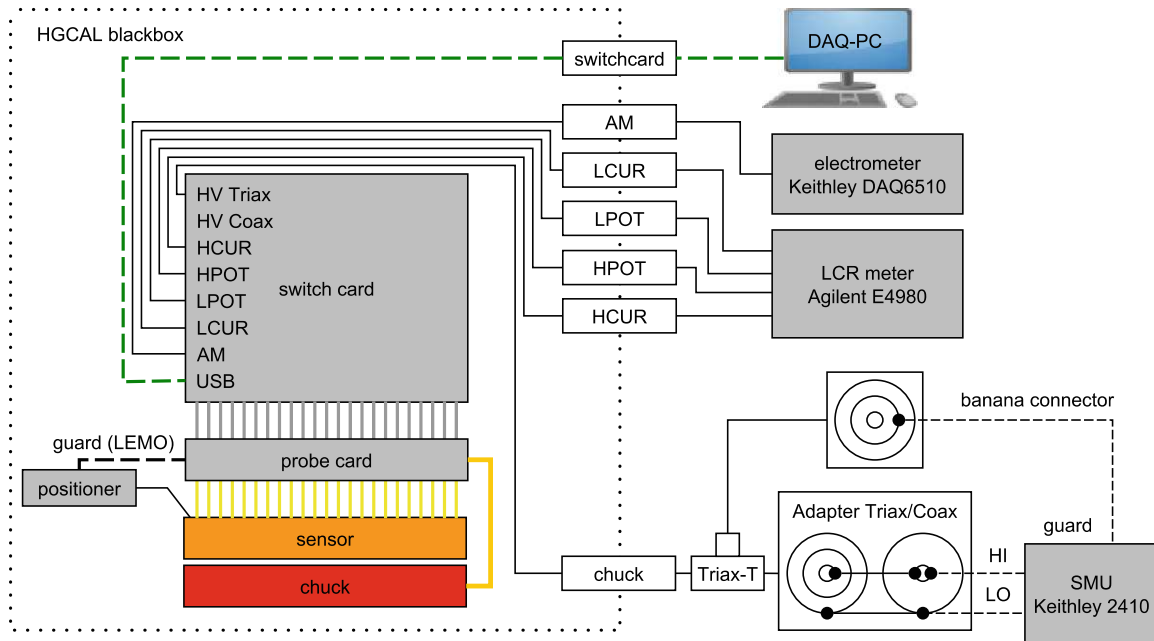 HGCAL blackbox
switchcard
DAQ-PC
AM
LCUR
LPOT
HPOT
HCUR
electrometer
Keithley DAQ6510
LCR meter
Agilent E4980
HV Triax
HV Coax
HCUR
HPOT
LPOT
LCUR
AM
USB
switch card
guard (LEMO)
probe card
positioner
sensor
chuck
chuck
Triax-T
banana connector
Adapter Triax/Coax
guard
HI
LO
SMU
Keithley 2410